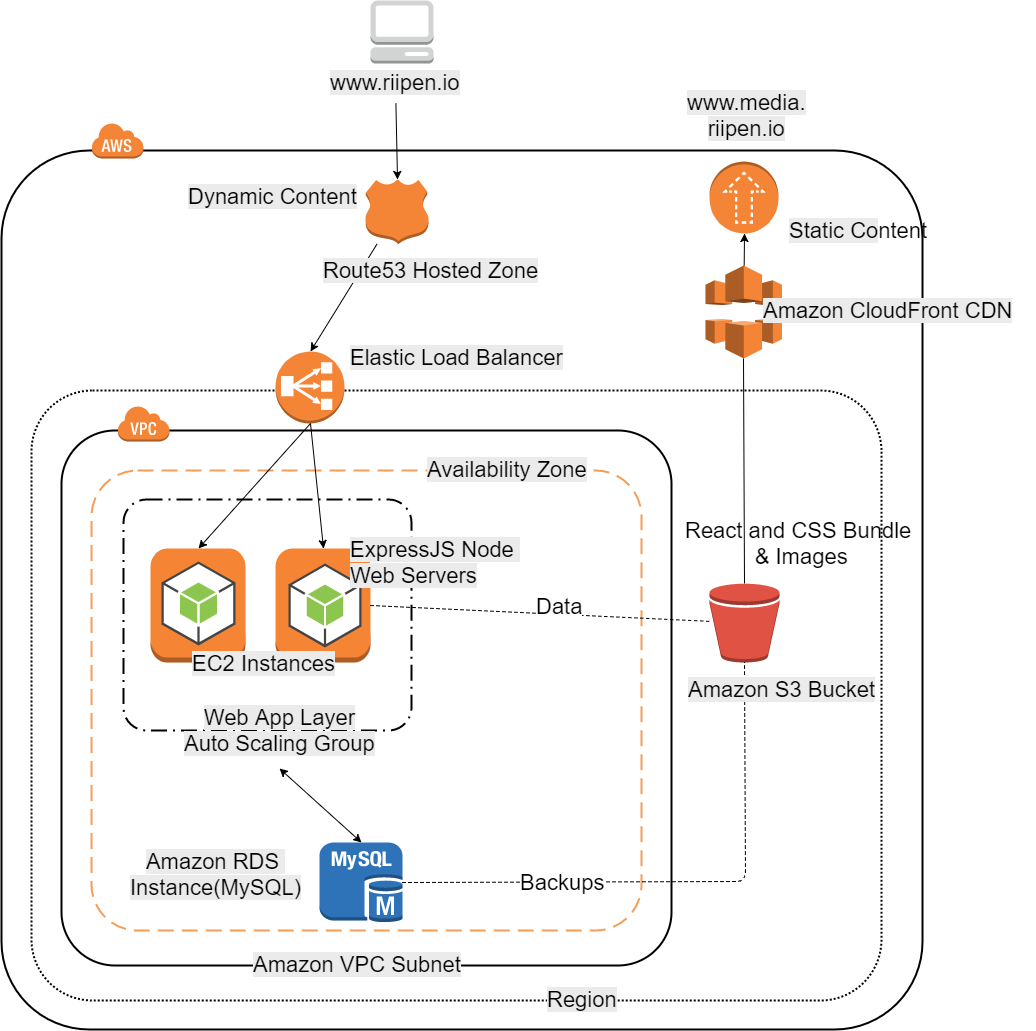 www.riipen.io
www.media.
riipen.io
AWS
Dynamic Content
Static Content
Route53 Hosted Zone
Amazon CloudFront CDN
Elastic Load Balancer
VPC
Availability Zone
React and CSS Bundle
& Images
ExpressJS Node
Web Servers
Data
EC2 Instances
Amazon S3 Bucket
Web App Layer
Auto Scaling Group
MySQL
Amazon RDS
Instance(MySQL)
M
Backups
Amazon VPC Subnet
Region